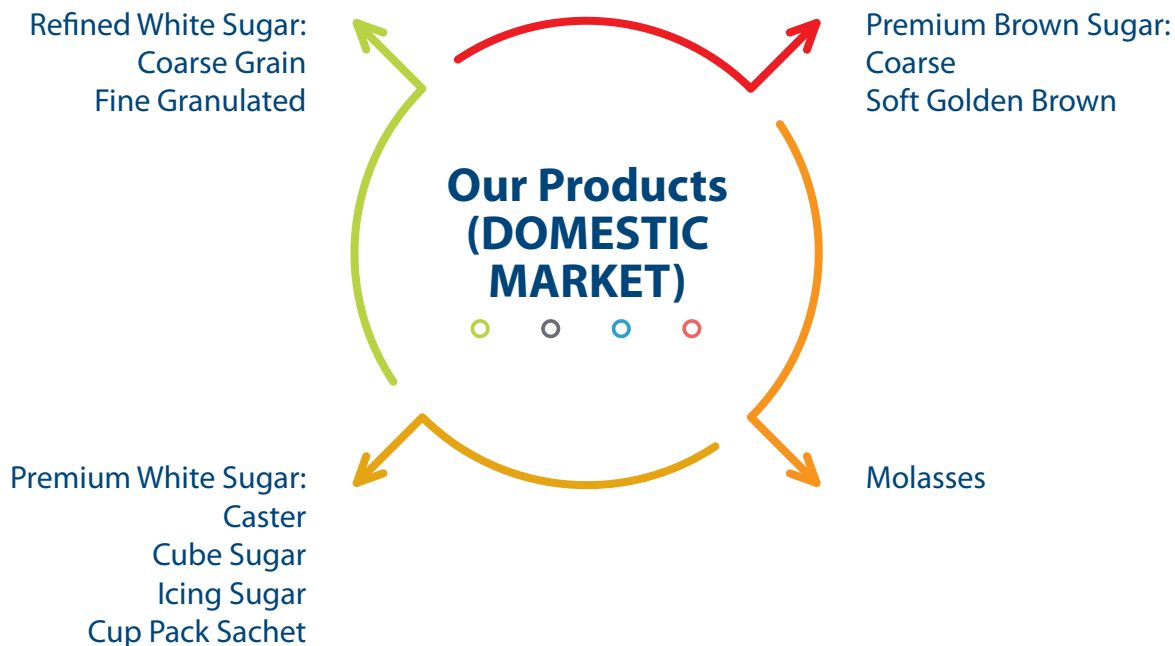 Refined White Sugar:
Coarse Grain
Fine Granulated
Premium Brown Sugar:
Coarse
Soft Golden Brown
Our Products
(DOMESTIC
MARKET)
Premium White Sugar:
Caster
Cube Sugar
Icing Sugar
Cup Pack Sachet
Molasses